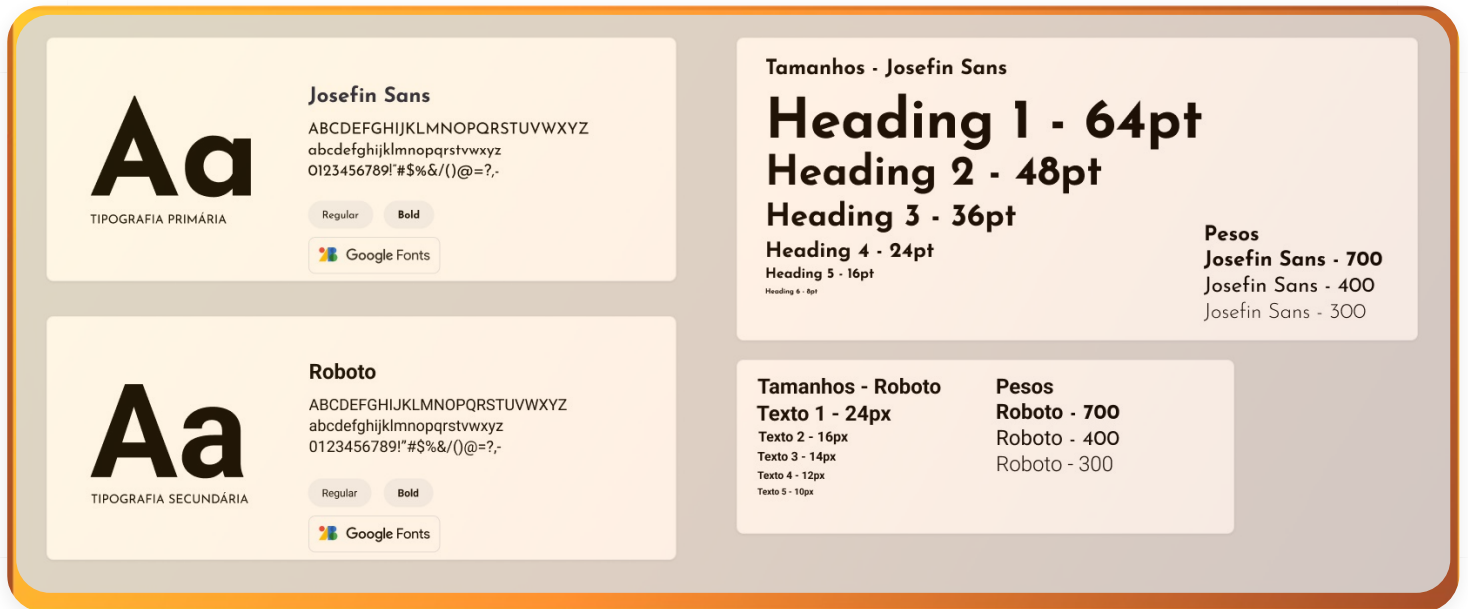 Aa
TIPOGRAFIA PRIMÁRIA
Josefin Sans
ABCDEFGHIJKLMNOPQRSTUVWXYZ
abcdefghijklmnopqrstvwxyz
0123456789!"#$%&/()@=?,-
Regular
Bold
Google Fonts
Aa
TIPOGRAFIA SECUNDÁRIA
Roboto
ABCDEFGHIJKLMNOPQRSTUVWXYZ
abcdefghijklmnopqrstvwxyz
0123456789!"#$%&/()@=?,-
Regular
Bold
Google Fonts
Tamanhos - Josefin Sans
Heading 1 - 64pt
Heading 2 - 48pt
Heading 3 - 36pt
Heading 4 - 24pt
Heading 5 - 16pt
Heading 6 - 8pt
Pesos
Josefin Sans - 700
Josefin Sans - 400
Josefin Sans - 300
Tamanhos - Roboto
Texto 1 - 24px
Texto 2 - 16px
Texto 3 - 14px
Texto 4 - 12px
Texto 5 - 10px
Pesos
Roboto - 700
Roboto - 400
Roboto - 300